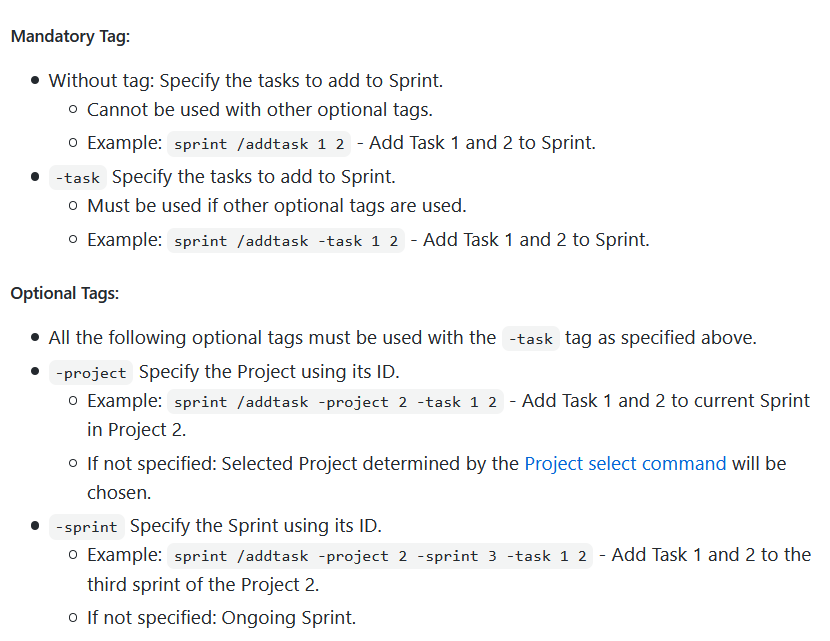 Mandatory Tag:
Without tag: Specify the tasks to add to Sprint.
Cannot be used with other optional tags.
Example: sprint /addtask 1 2 - Add Task 1 and 2 to Sprint.
-task Specify the tasks to add to Sprint.
Must be used if other optional tags are used.
Example: sprint /addtask -task 1 2 - Add Task 1 and 2 to Sprint.
Optional Tags:
All the following optional tags must be used with the -task tag as specified above.
-project Specify the Project using its ID.
Example: sprint /addtask -project 2 -task 1 2 - Add Task 1 and 2 to current Sprint
in Project 2.
If not specified: Selected Project determined by the Project select command will be
chosen.
-sprint Specify the Sprint using its ID.
Example: sprint /addtask -project 2 -sprint 3 -task 1 2 - Add Task 1 and 2 to the
third sprint of the Project 2.
If not specified: Ongoing Sprint.